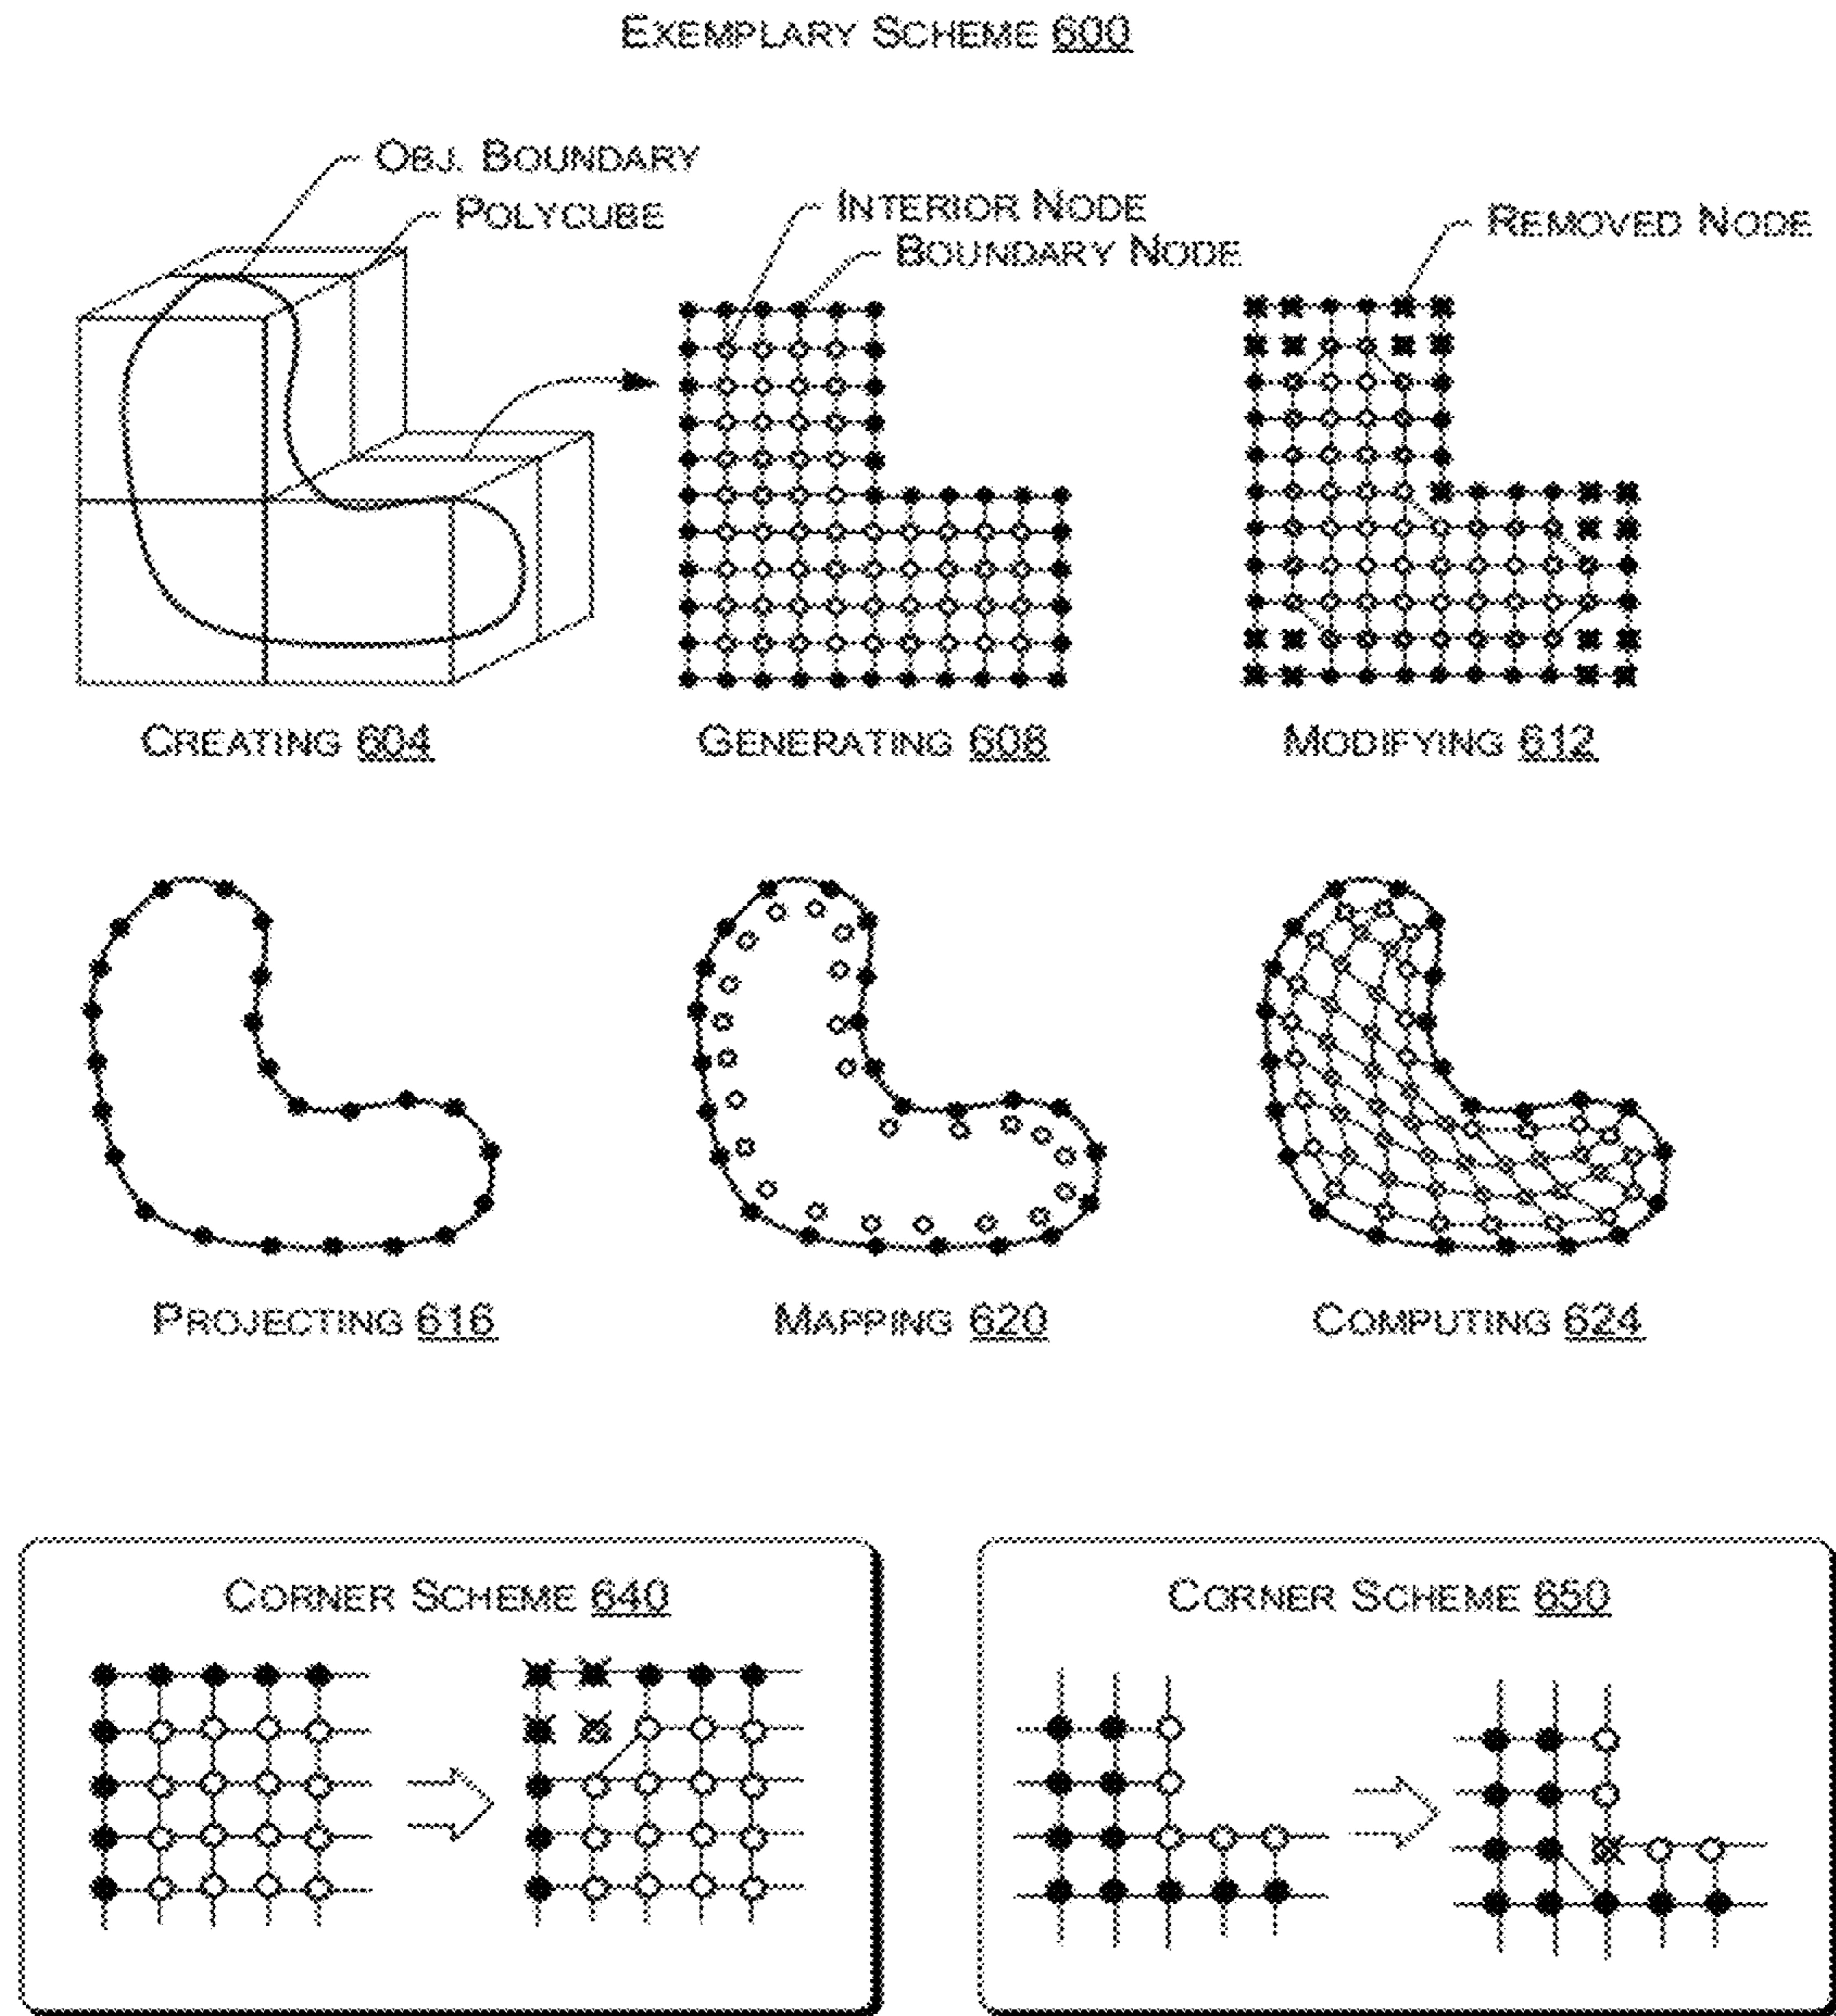 EXEMPLARY SCHEME 600
OBJ. BOUNDARY
POLYCUBE
INTERIOR NODE
BOUNDARY NODE
REMOVED NODE
CREATING 604
GENERATING 608
MODIFYING 612
PROJECTING 616
MAPPING 620
COMPUTING 624
CORNER SCHEME 640
CORNER SCHEME 650